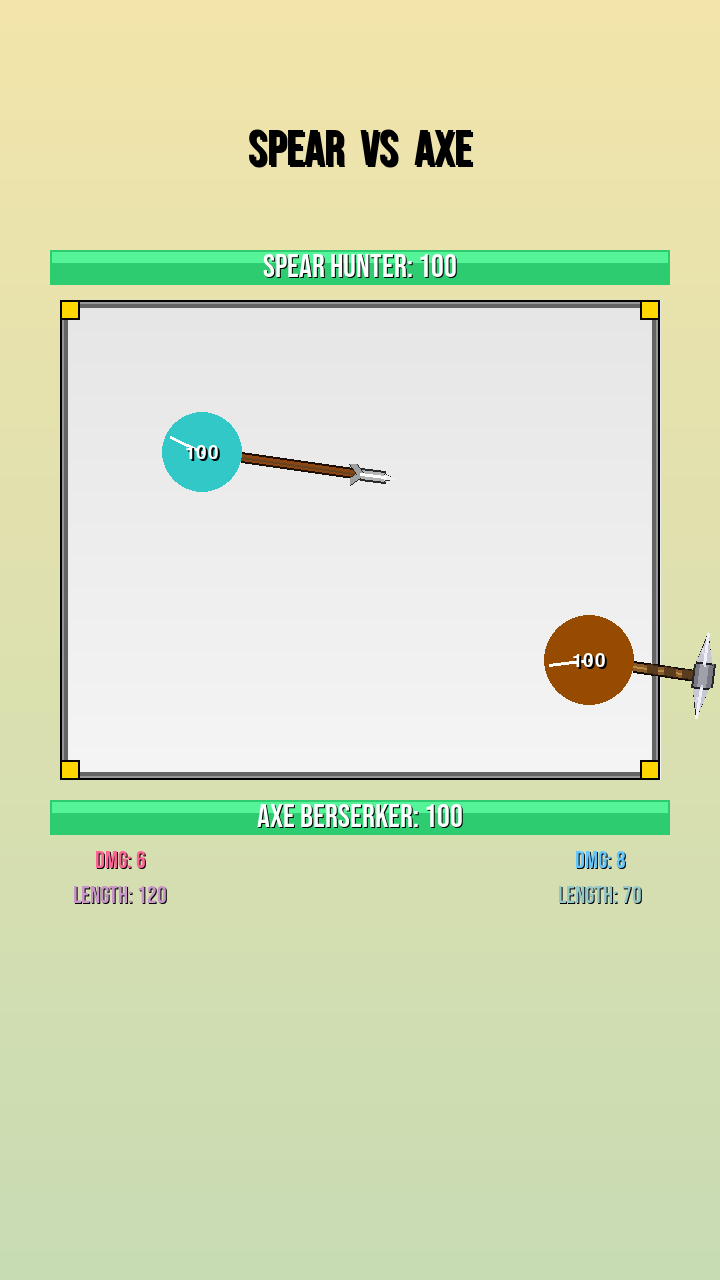 SPEAR VS AXE
SPEAR HUNTER: 100
100
100
AXE BERSERKER: 100
DMG: 6
DMG: 8
LENGTH: 120
LENGTH: 70